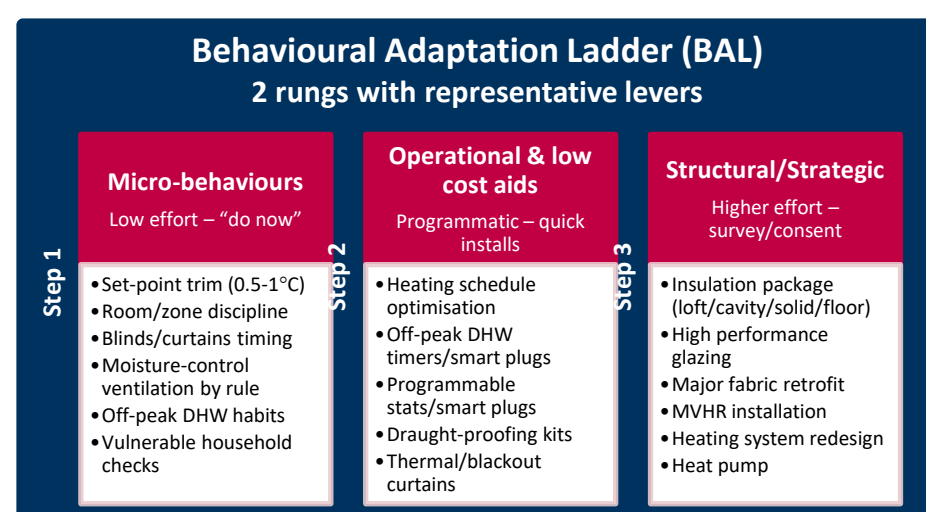 Behavioural Adaptation Ladder (BAL)
2 rungs with representative levers
Step 1
Micro-behaviours
Low effort – “do now”
•Set-point trim (0.5-1°C)
•Room/zone discipline
•Blinds/curtains timing
•Moisture-control
ventilation by rule
•Off-peak DHW habits
•Vulnerable household
checks
Step 2
Operational & low
cost aids
Programmatic – quick
installs
•Heating schedule
optimisation
•Off-peak DHW
timers/smart plugs
•Programmable
stats/smart plugs
•Draught-proofing kits
•Thermal/blackout
curtains
Step 3
Structural/Strategic
Higher effort –
survey/consent
•Insulation package
(loft/cavity/solid/floor)
•High performance
glazing
•Major fabric retrofit
•MVHR installation
•Heating system redesign
•Heat pump